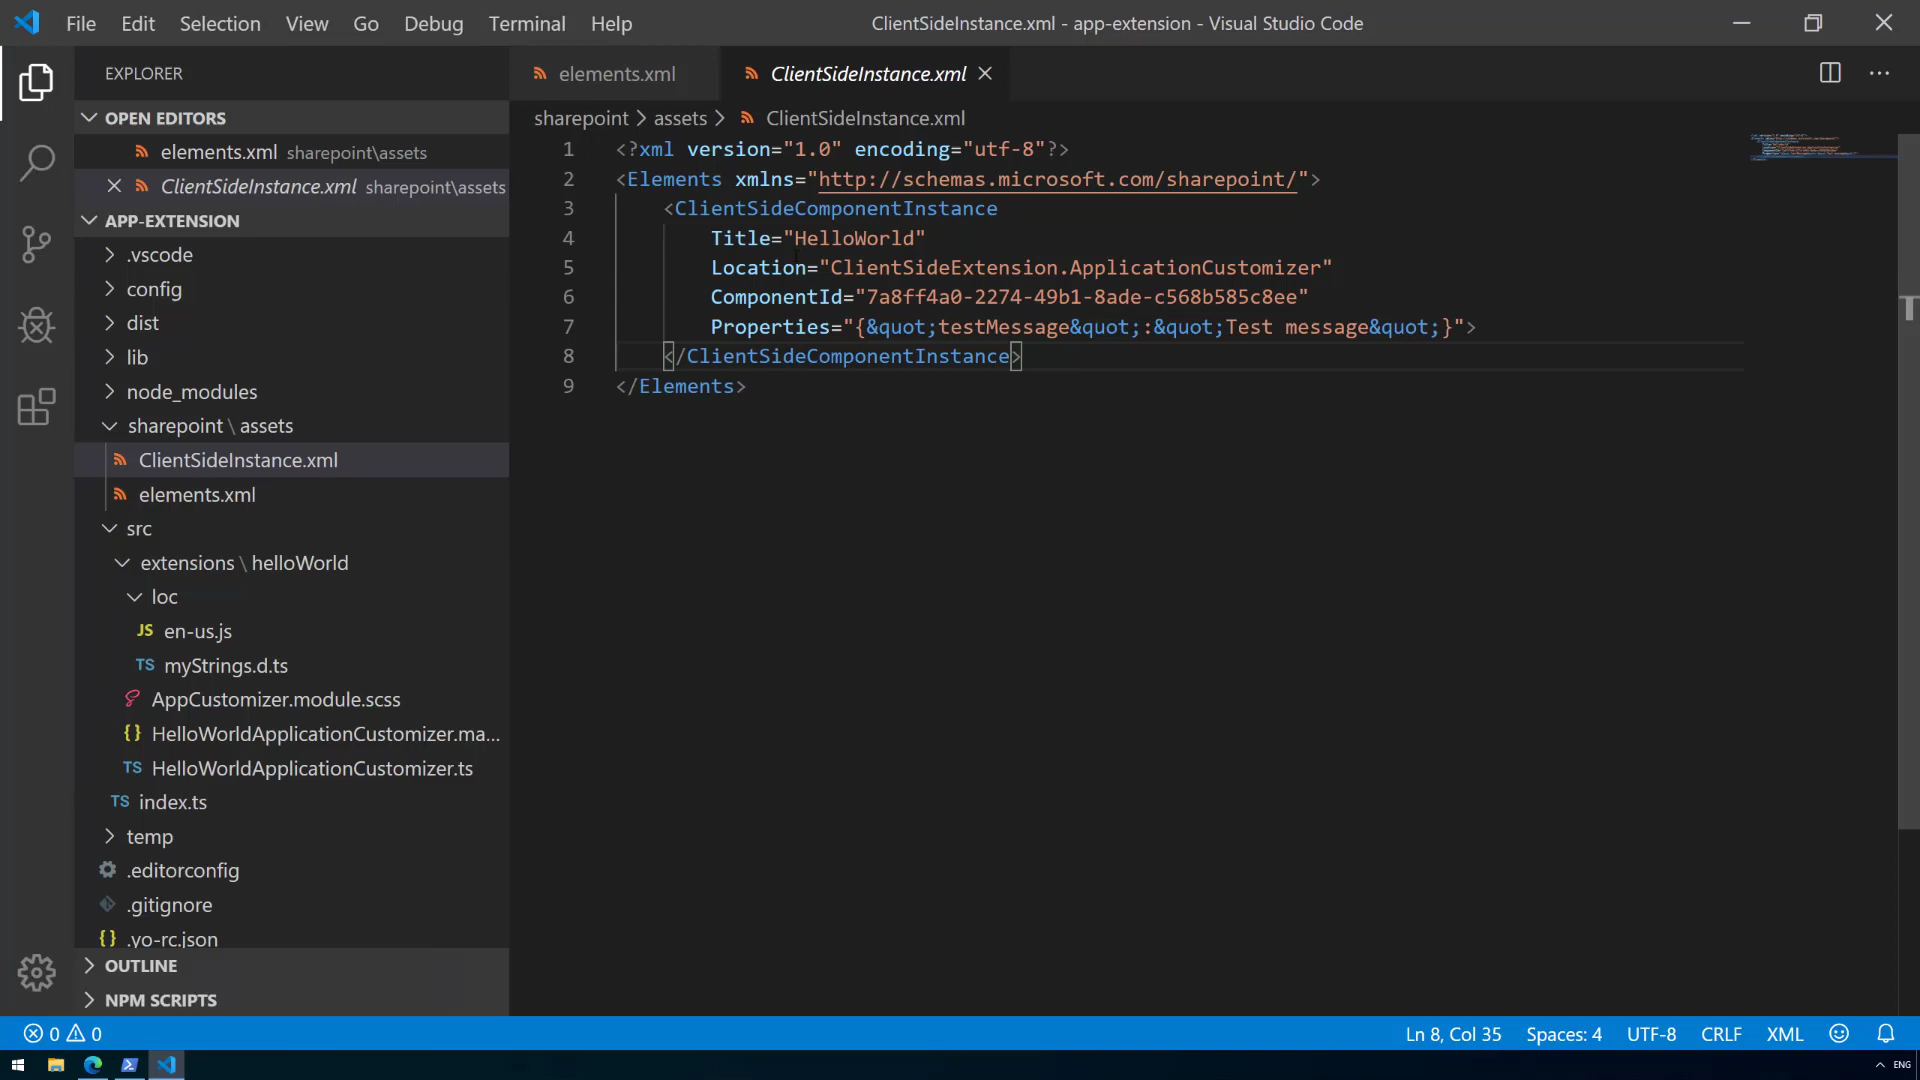 File Edit Selection View Go Debug Terminal Help
ClientSideInstance.xml - app-extension - Visual Studio Code
EXPLORER
OPEN EDITORS
elements.xml sharepoint\assets
ClientSideInstance.xml sharepoint\assets
APP-EXTENSION
.vscode
config
dist
lib
node_modules
sharepoint \ assets
ClientSideInstance.xml
elements.xml
src
extensions \ helloWorld
loc
JS en-us.js
TS myStrings.d.ts
AppCustomizer.module.scss
{} HelloWorldApplicationCustomizer.ma...
TS HelloWorldApplicationCustomizer.ts
TS index.ts
temp
.editorconfig
.gitignore
{} .yo-rc.json
OUTLINE
NPM SCRIPTS
elements.xml
ClientSideInstance.xml
sharepoint > assets > ClientSideInstance.xml
1 <?xml version="1.0" encoding="utf-8"?>
2 <Elements xmlns="http://schemas.microsoft.com/sharepoint/">
3 <ClientSideComponentInstance
4 Title="HelloWorld"
5 Location="ClientSideExtension.ApplicationCustomizer"
6 ComponentId="7a8ff4a0-2274-49b1-8ade-c568b585c8ee"
7 Properties="{&quot;testMessage&quot;:&quot;Test message&quot;}">
8 </ClientSideComponentInstance>
9 </Elements>
0 0
Ln 8, Col 35 Spaces: 4 UTF-8 CRLF XML
ENG